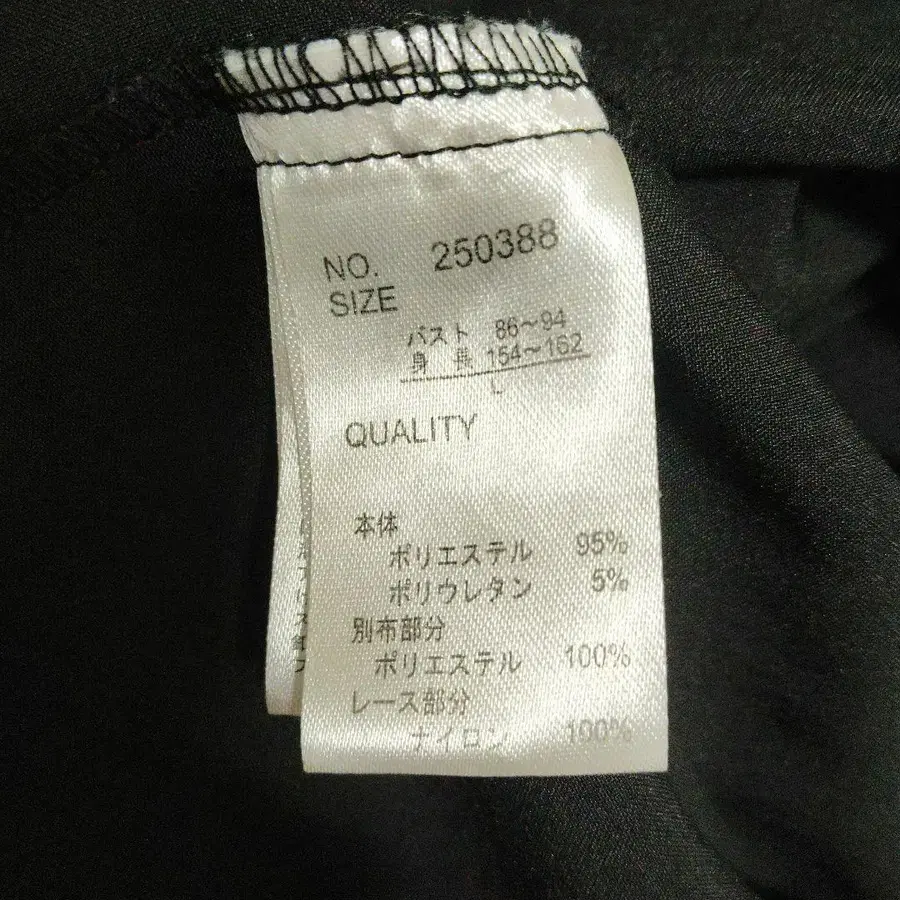 NO. 250388
SIZE
バスト 86～94
身長 154～162
L
QUALITY
本体
ポリエステル 95%
ポリウレタン 5%
別布部分
ポリエステル 100%
レース部分
ナイロン 100%